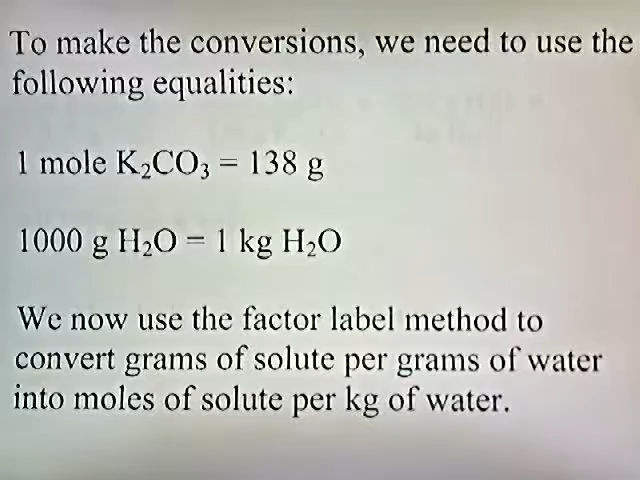 To make the conversions, we need to use the
following equalities:
1 mole K₂CO₃ = 138 g
1000 g H₂O = 1 kg H₂O
We now use the factor label method to
convert grams of solute per grams of water
into moles of solute per kg of water.